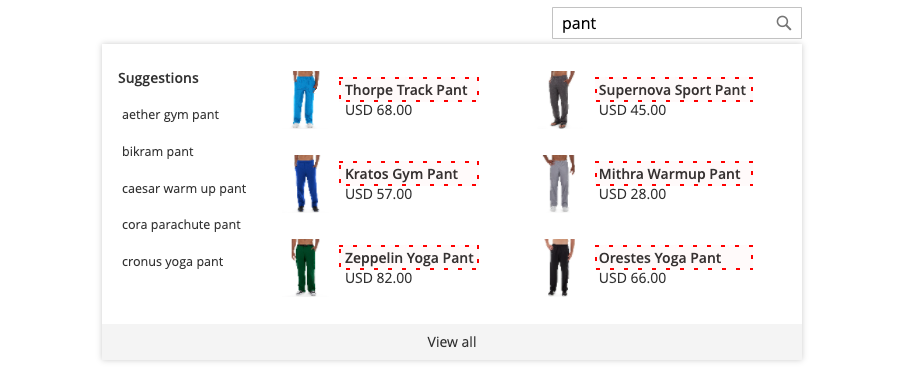 pant
Suggestions
aether gym pant
bikram pant
caesar warm up pant
cora parachute pant
cronus yoga pant
Thorpe Track Pant
USD 68.00
Supernova Sport Pant
USD 45.00
Kratos Gym Pant
USD 57.00
Mithra Warmup Pant
USD 28.00
Zeppelin Yoga Pant
USD 82.00
Orestes Yoga Pant
USD 66.00
View all